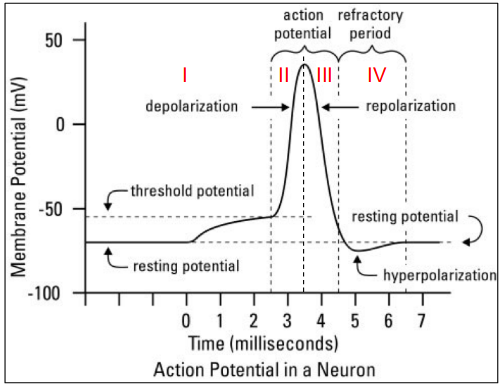 action refractory
potential period
50
I II III IV
depolarization repolarization
0
Membrane Potential (mV)
threshold potential
-50
resting potential
resting potential
hyperpolarization
-100
0 1 2 3 4 5 6 7
Time (milliseconds)
Action Potential in a Neuron